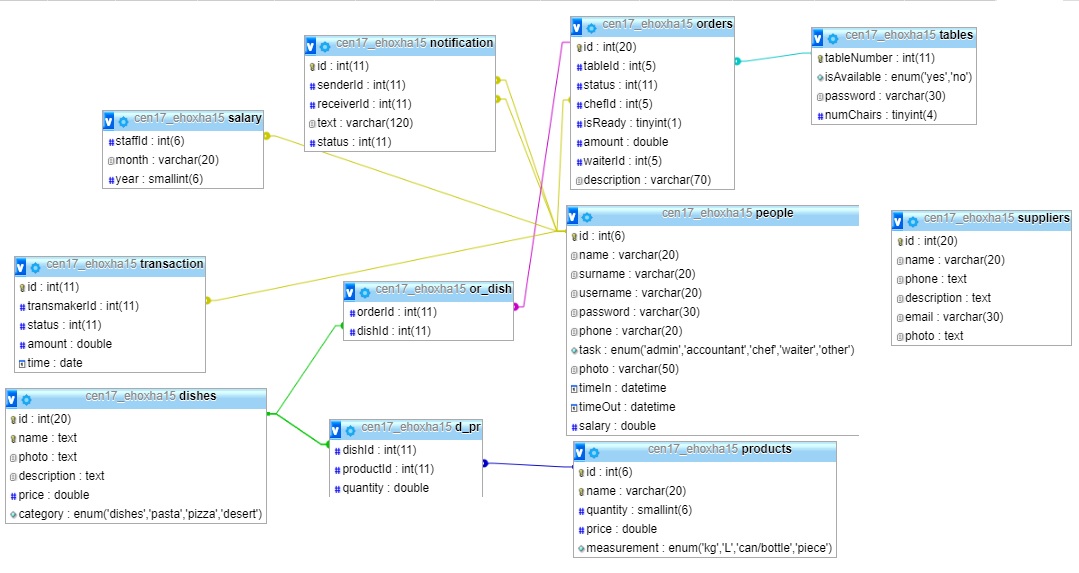 cen17_ehoxha15 notification
id : int(11)
senderId : int(11)
receiverId : int(11)
text : varchar(120)
status : int(11)
cen17_ehoxha15 orders
id : int(20)
tableId : int(5)
status : int(11)
chefId : int(5)
isReady : tinyint(1)
amount : double
waiterId : int(5)
description : varchar(70)
cen17_ehoxha15 tables
tableNumber : int(11)
isAvailable : enum('yes','no')
password : varchar(30)
numChairs : tinyint(4)
cen17_ehoxha15 salary
staffId : int(6)
month : varchar(20)
year : smallint(6)
cen17_ehoxha15 people
id : int(6)
name : varchar(20)
surname : varchar(20)
username : varchar(20)
password : varchar(30)
phone : varchar(20)
task : enum('admin','accountant','chef','waiter','other')
photo : varchar(50)
timeIn : datetime
timeOut : datetime
salary : double
cen17_ehoxha15 suppliers
id : int(20)
name : varchar(20)
phone : text
description : text
email : varchar(30)
photo : text
cen17_ehoxha15 transaction
id : int(11)
transmakerId : int(11)
status : int(11)
amount : double
time : date
cen17_ehoxha15 or_dish
orderId : int(11)
dishId : int(11)
cen17_ehoxha15 dishes
id : int(20)
name : text
photo : text
description : text
price : double
category : enum('dishes','pasta','pizza','desert')
cen17_ehoxha15 d_pr
dishId : int(11)
productId : int(11)
quantity : double
cen17_ehoxha15 products
id : int(6)
name : varchar(20)
quantity : smallint(6)
price : double
measurement : enum('kg','L','can/bottle','piece')